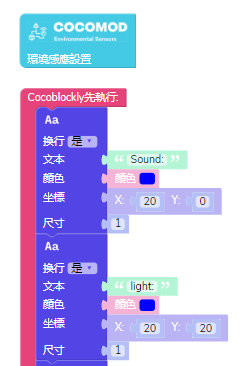 COCOMOD
Environmental Sensors
環境感應設置
Cocoblockly先執行:
Aa
換行 是
文本 “ Sound: ”
顏色 顏色
坐標 X: 20 Y: 0
尺寸 1
Aa
換行 是
文本 “ light: ”
顏色 顏色
坐標 X: 20 Y: 20
尺寸 1